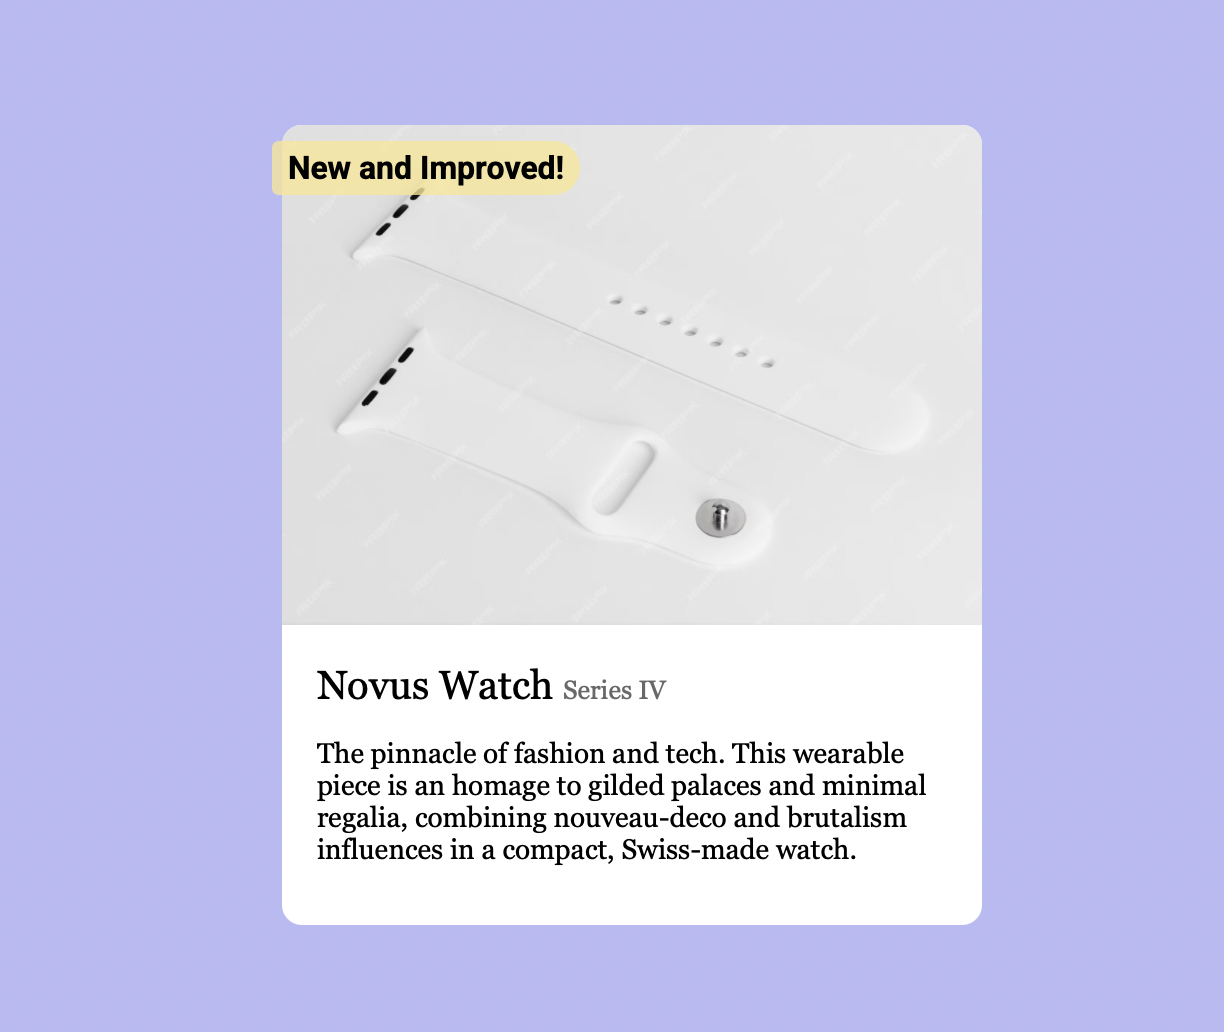 New and Improved!
Novus Watch Series IV
The pinnacle of fashion and tech. This wearable
piece is an homage to gilded palaces and minimal
regalia, combining nouveau-deco and brutalism
influences in a compact, Swiss-made watch.